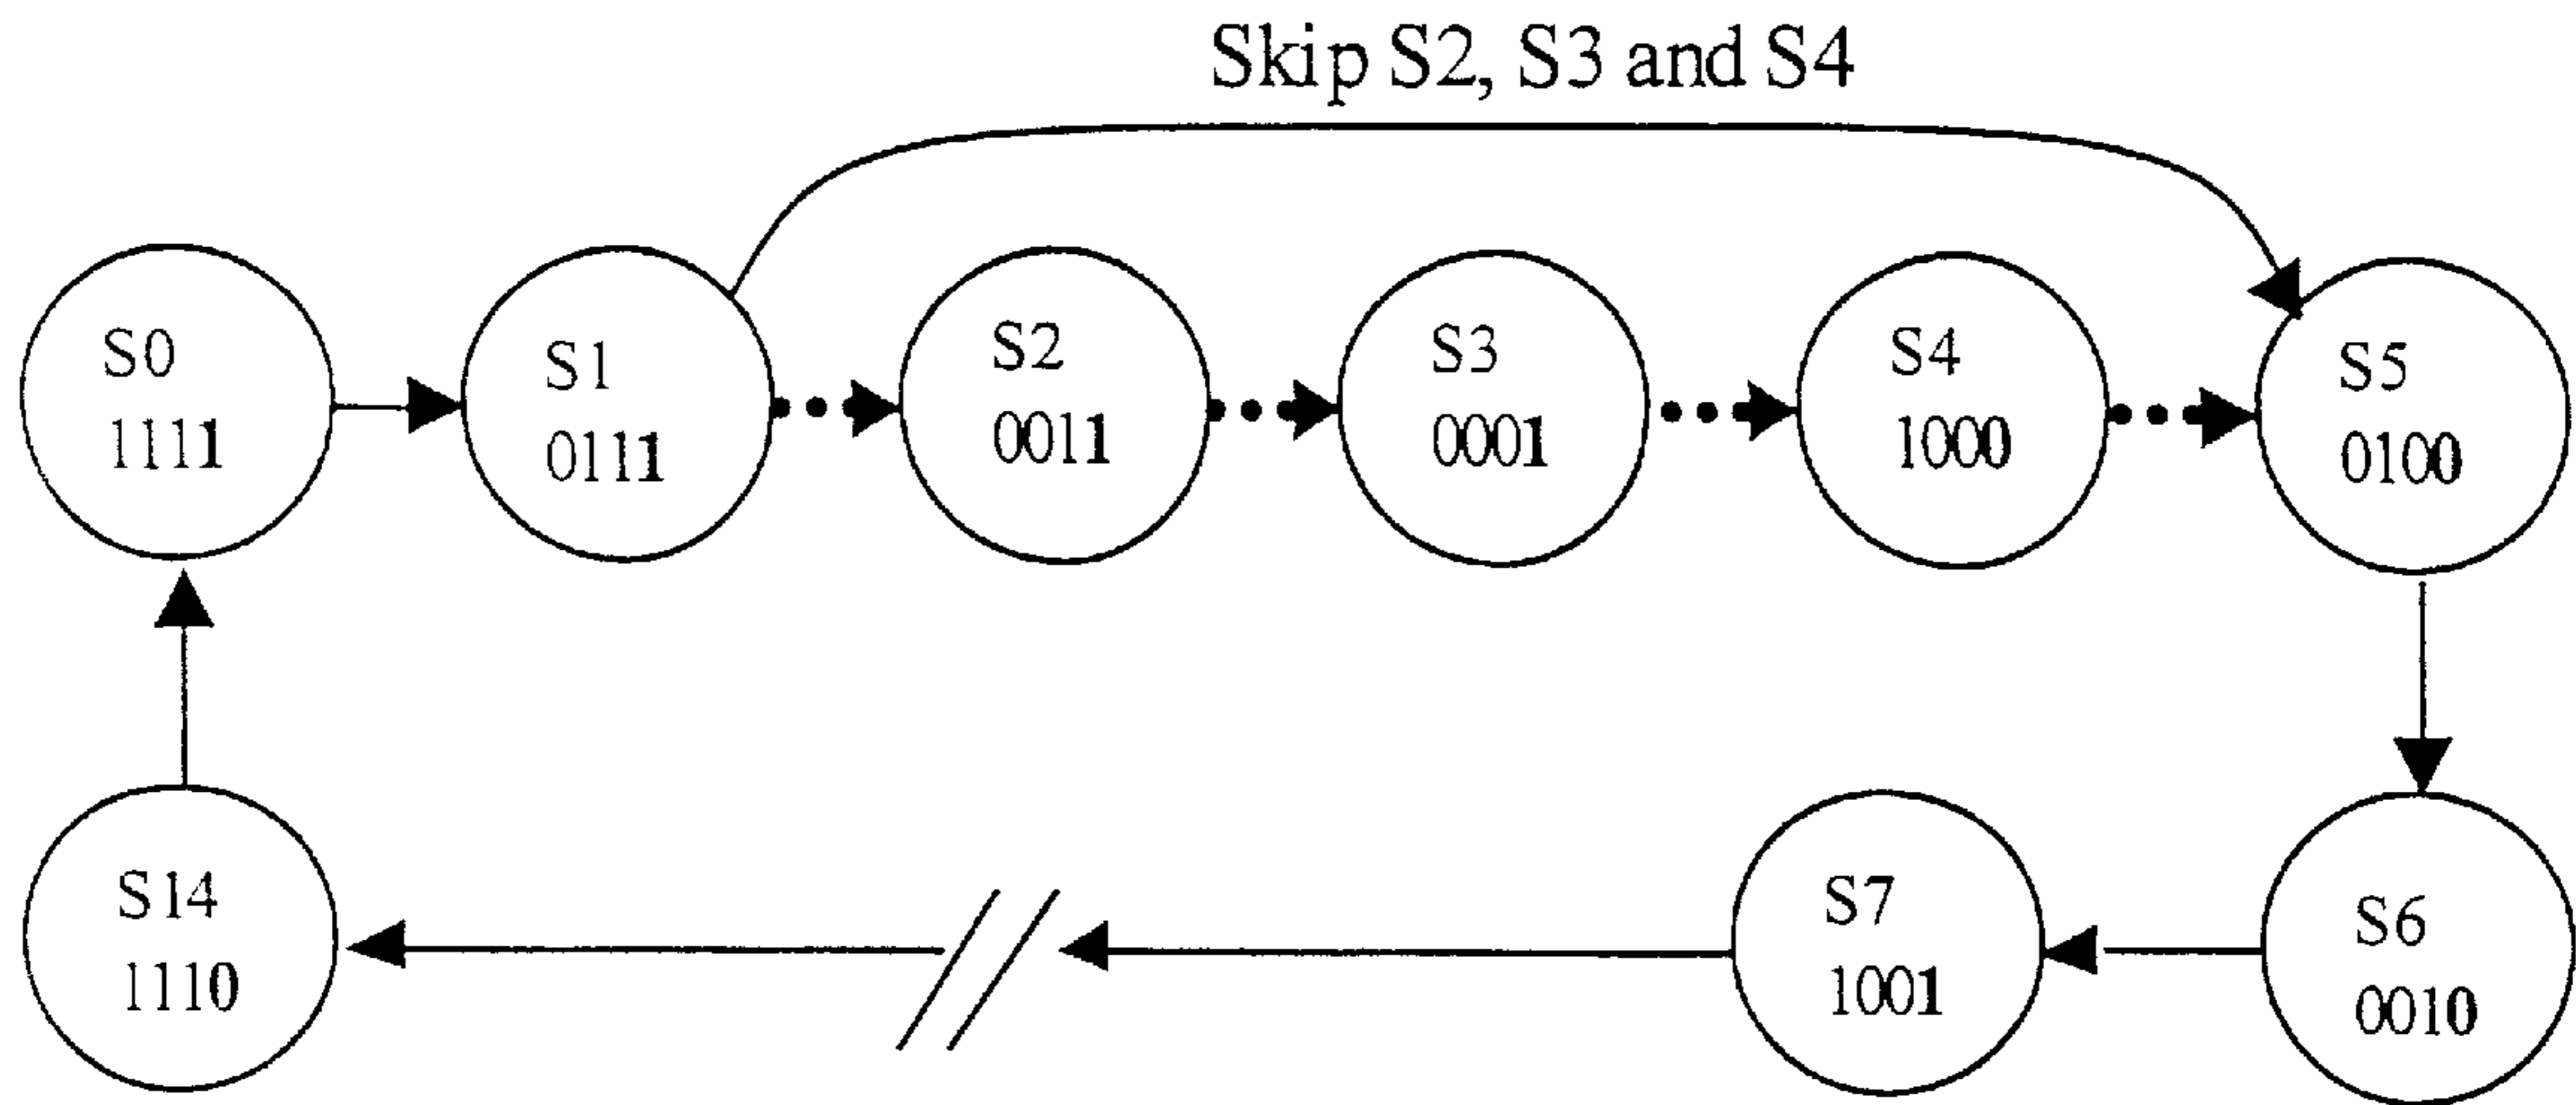 Skip S2, S3 and S4
S0
1111
S1
0111
S2
0011
S3
0001
S4
1000
S5
0100
S14
1110
S7
1001
S6
0010